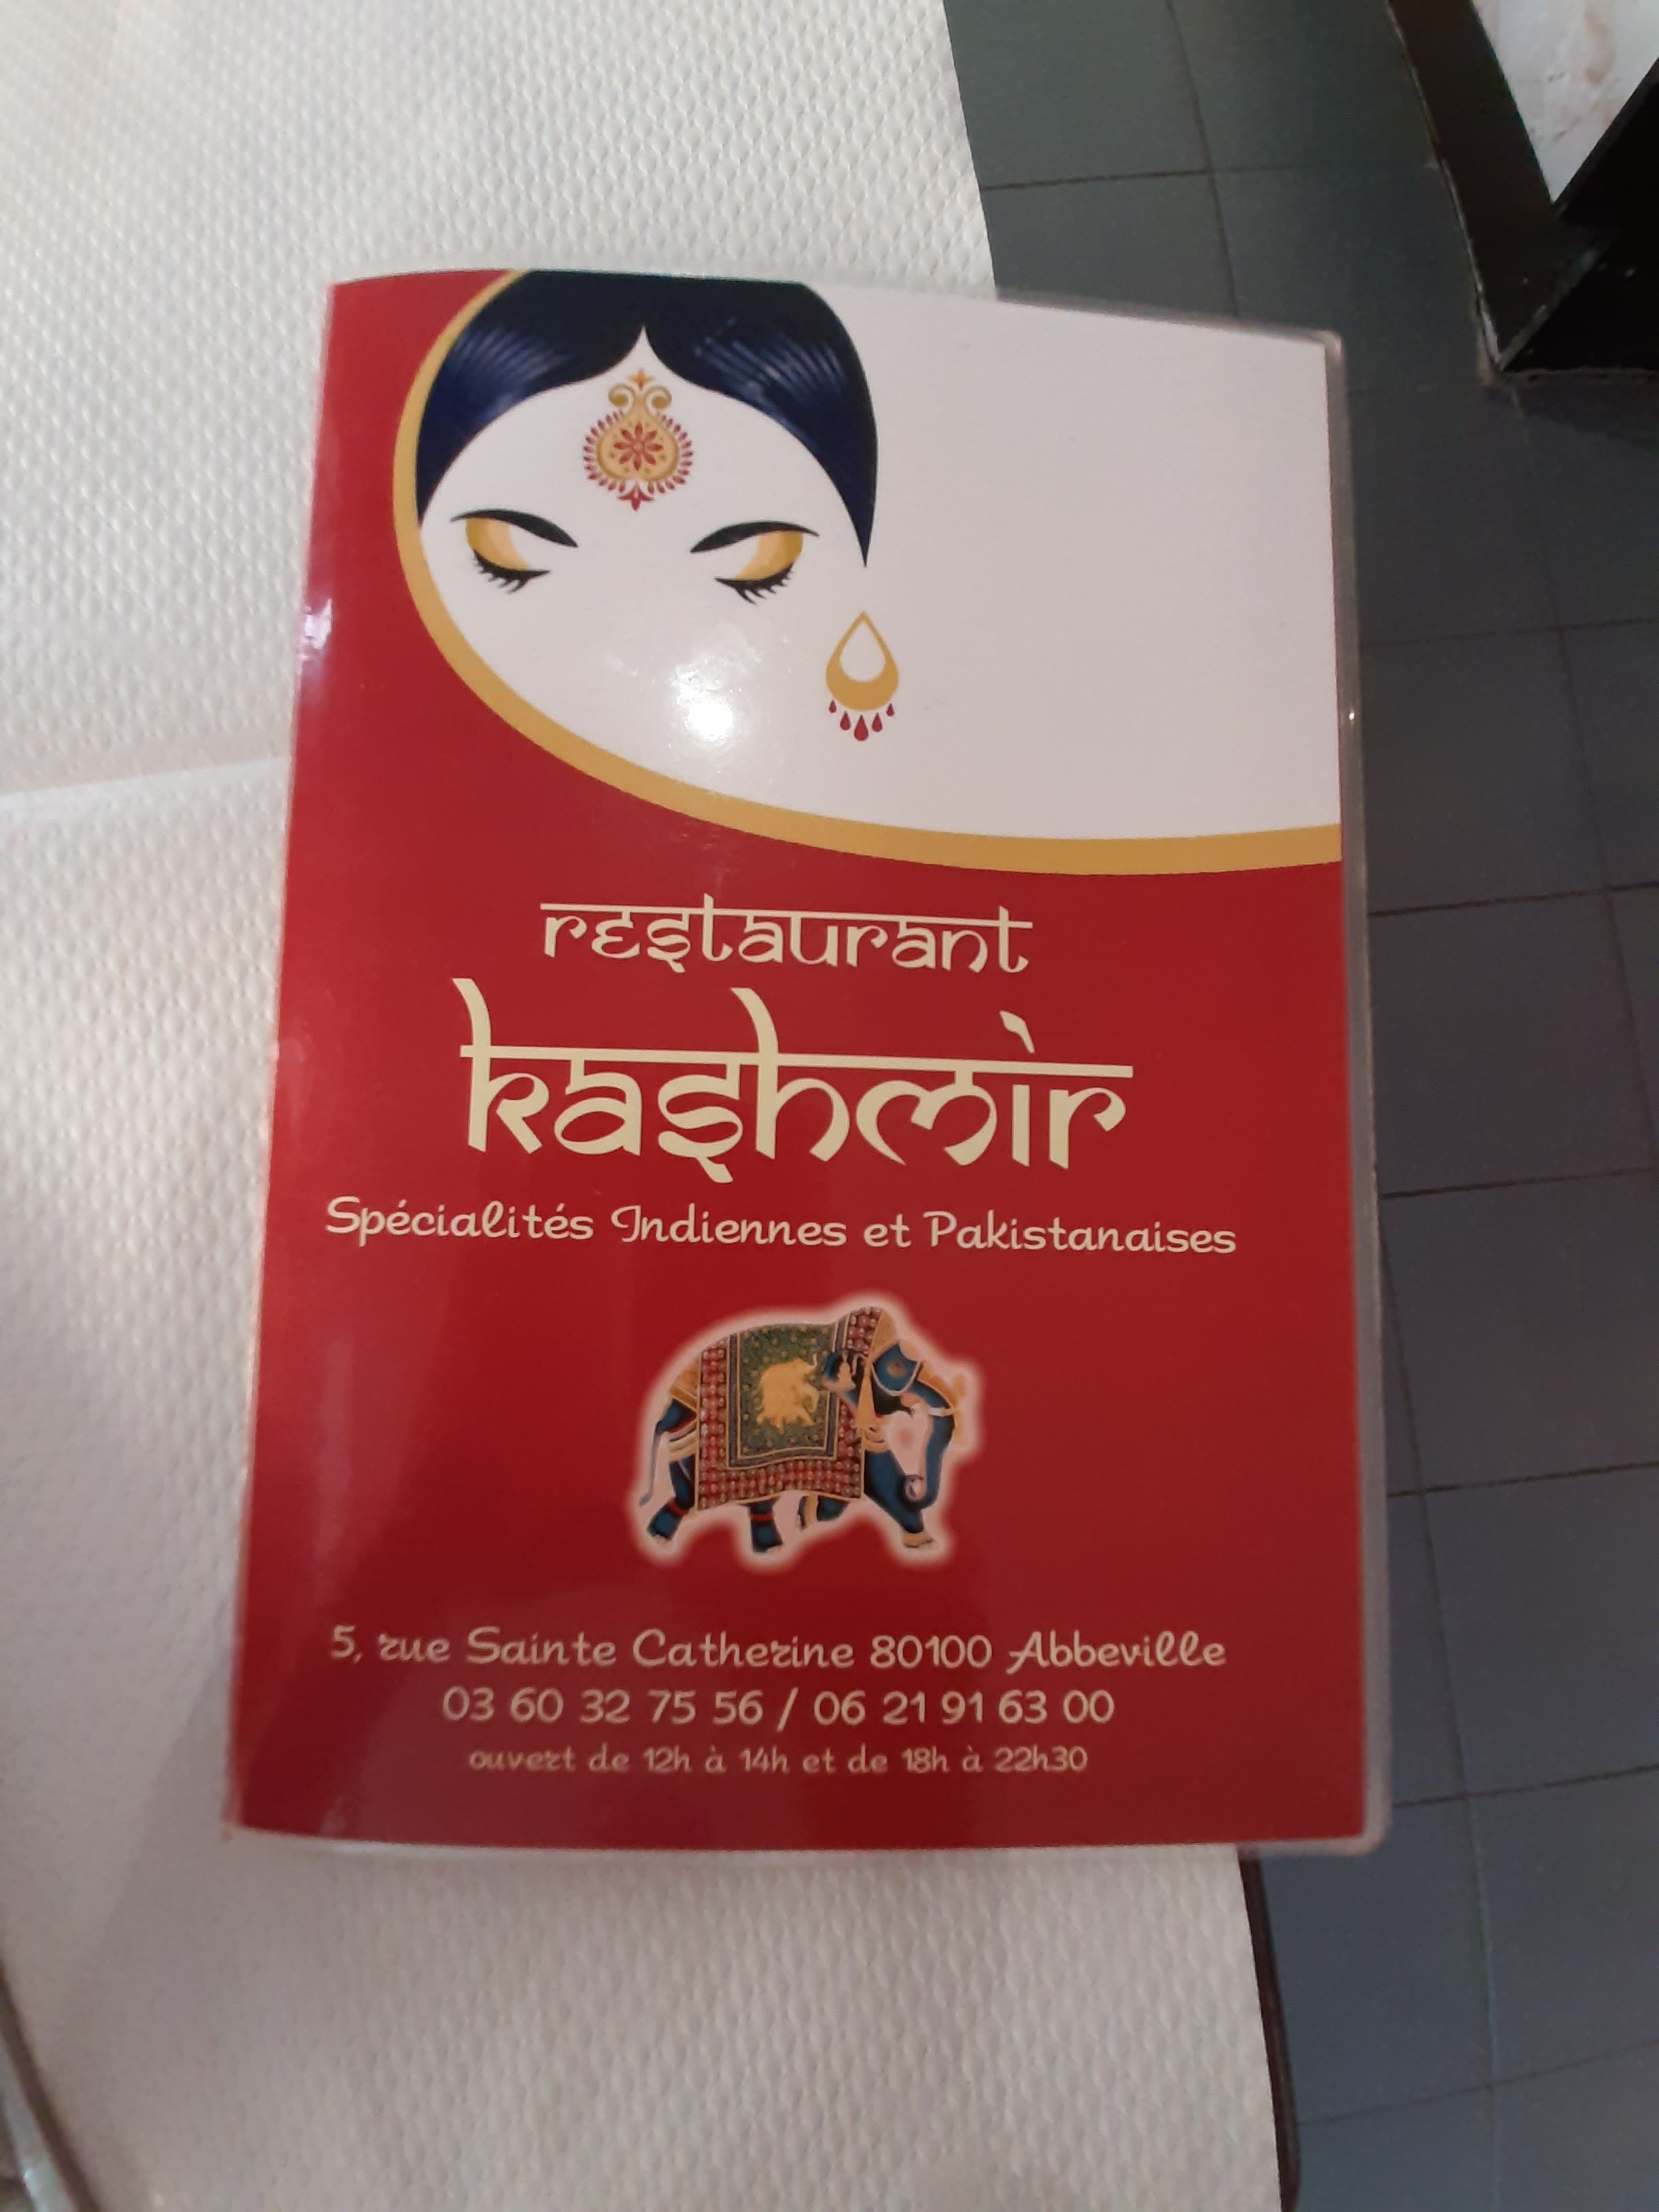 restaurant
kashmir
Spécialités Indiennes et Pakistanaises
5, rue Sainte Catherine 80100 Abbeville
03 60 32 75 56 / 06 21 91 63 00
ouvert de 12h à 14h et de 18h à 22h30